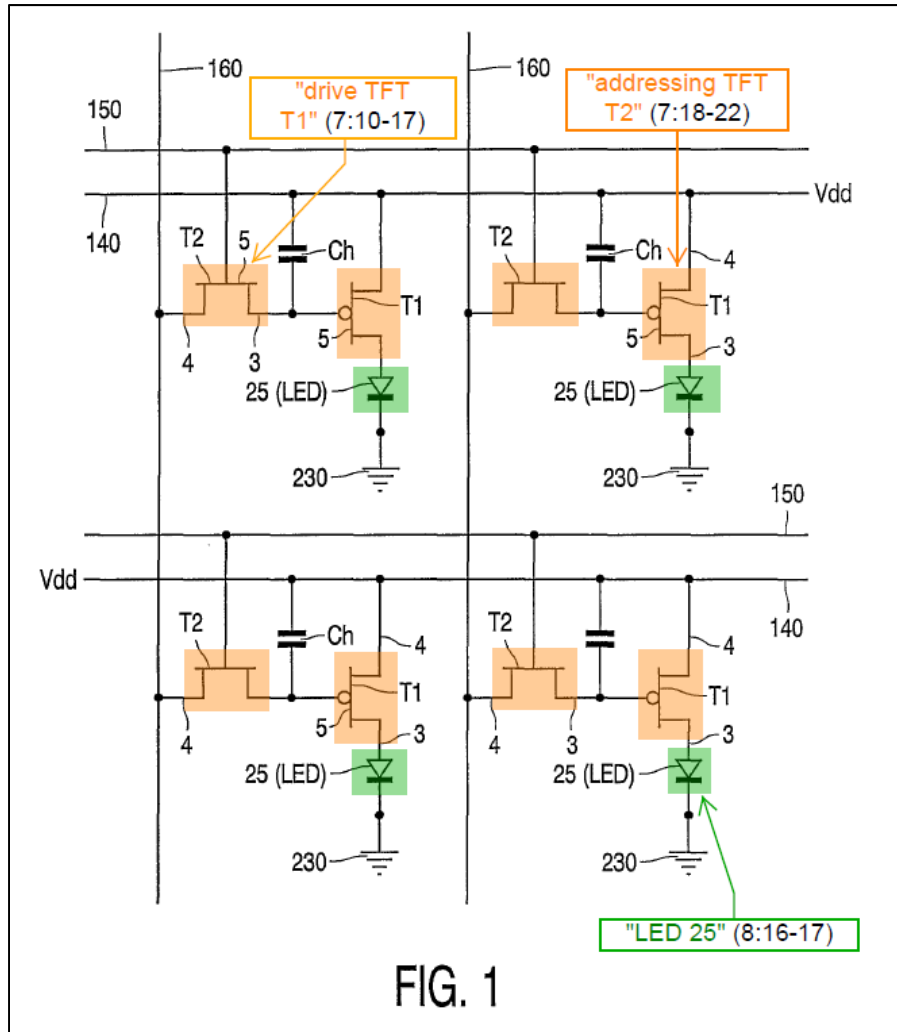 160
160
"drive TFT
T1" (7:10-17)
"addressing TFT
T2" (7:18-22)
150
Vdd
140
T2
5
Ch
T1
4
3
5
25 (LED)
230
T2
Ch
4
T1
5
3
25 (LED)
230
150
Vdd
140
T2
Ch
4
T1
4
5
3
25 (LED)
230
T2
4
T1
4
3
3
25 (LED)
230
"LED 25" (8:16-17)
FIG. 1